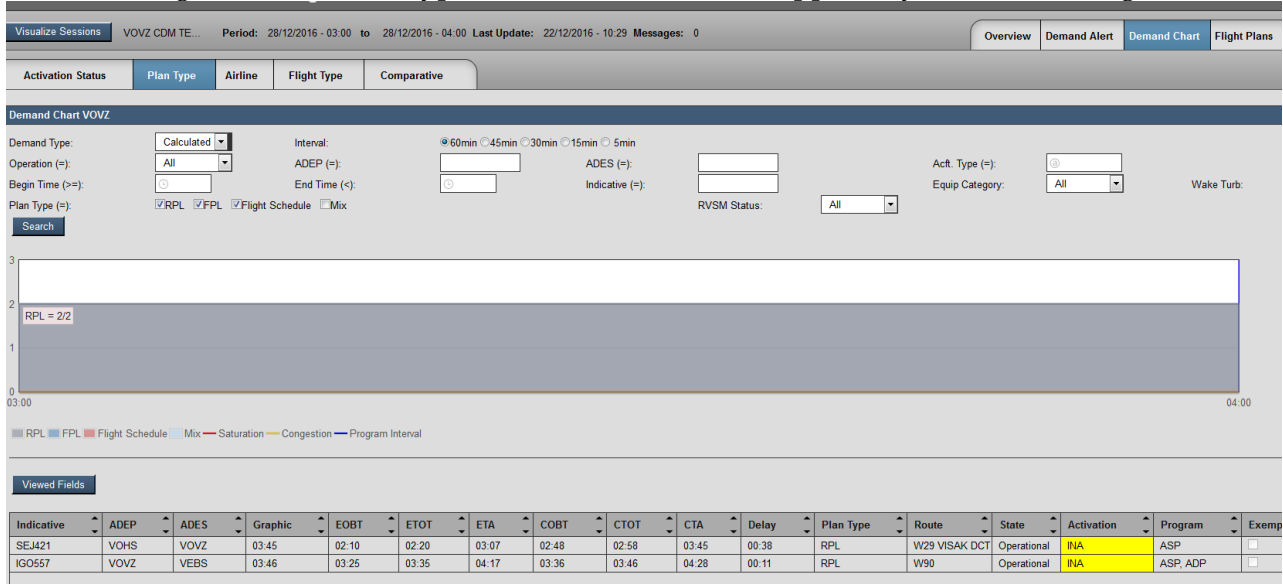 Visualize Sessions VOVZ CDM TE... Period: 28/12/2016 - 03:00 to 28/12/2016 - 04:00 Last Update: 22/12/2016 - 10:29 Messages: 0 Overview Demand Alert Demand Chart Flight Plans
Activation Status Plan Type Airline Flight Type Comparative
Demand Chart VOVZ
Demand Type: Calculated Interval: 60min 45min 30min 15min 5min
Operation (=): All ADEP (=): ADES (=): Acft. Type (=): @
Begin Time (>=): End Time (<): Indicative (=): Equip Category: All Wake Turb:
Plan Type (=): RPL FPL Flight Schedule Mix RVSM Status: All
Search
3
2
RPL = 2/2
1
0
03:00 04:00
RPL FPL Flight Schedule Mix Saturation Congestion Program Interval
Viewed Fields
Indicative ADEP ADES Graphic EOBT ETOT ETA COBT CTOT CTA Delay Plan Type Route State Activation Program Exemp
SEJ421 VOHS VOVZ 03:45 02:10 02:20 03:07 02:48 02:58 03:45 00:38 RPL W29 VISAK DCT Operational INA ASP
IGO557 VOVZ VEBS 03:46 03:25 03:35 04:17 03:36 03:46 04:28 00:11 RPL W90 Operational INA ASP, ADP